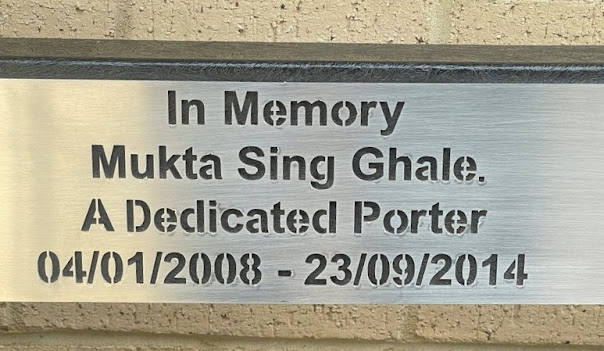 In Memory
Mukta Sing Ghale.
A Dedicated Porter
04/01/2008 - 23/09/2014